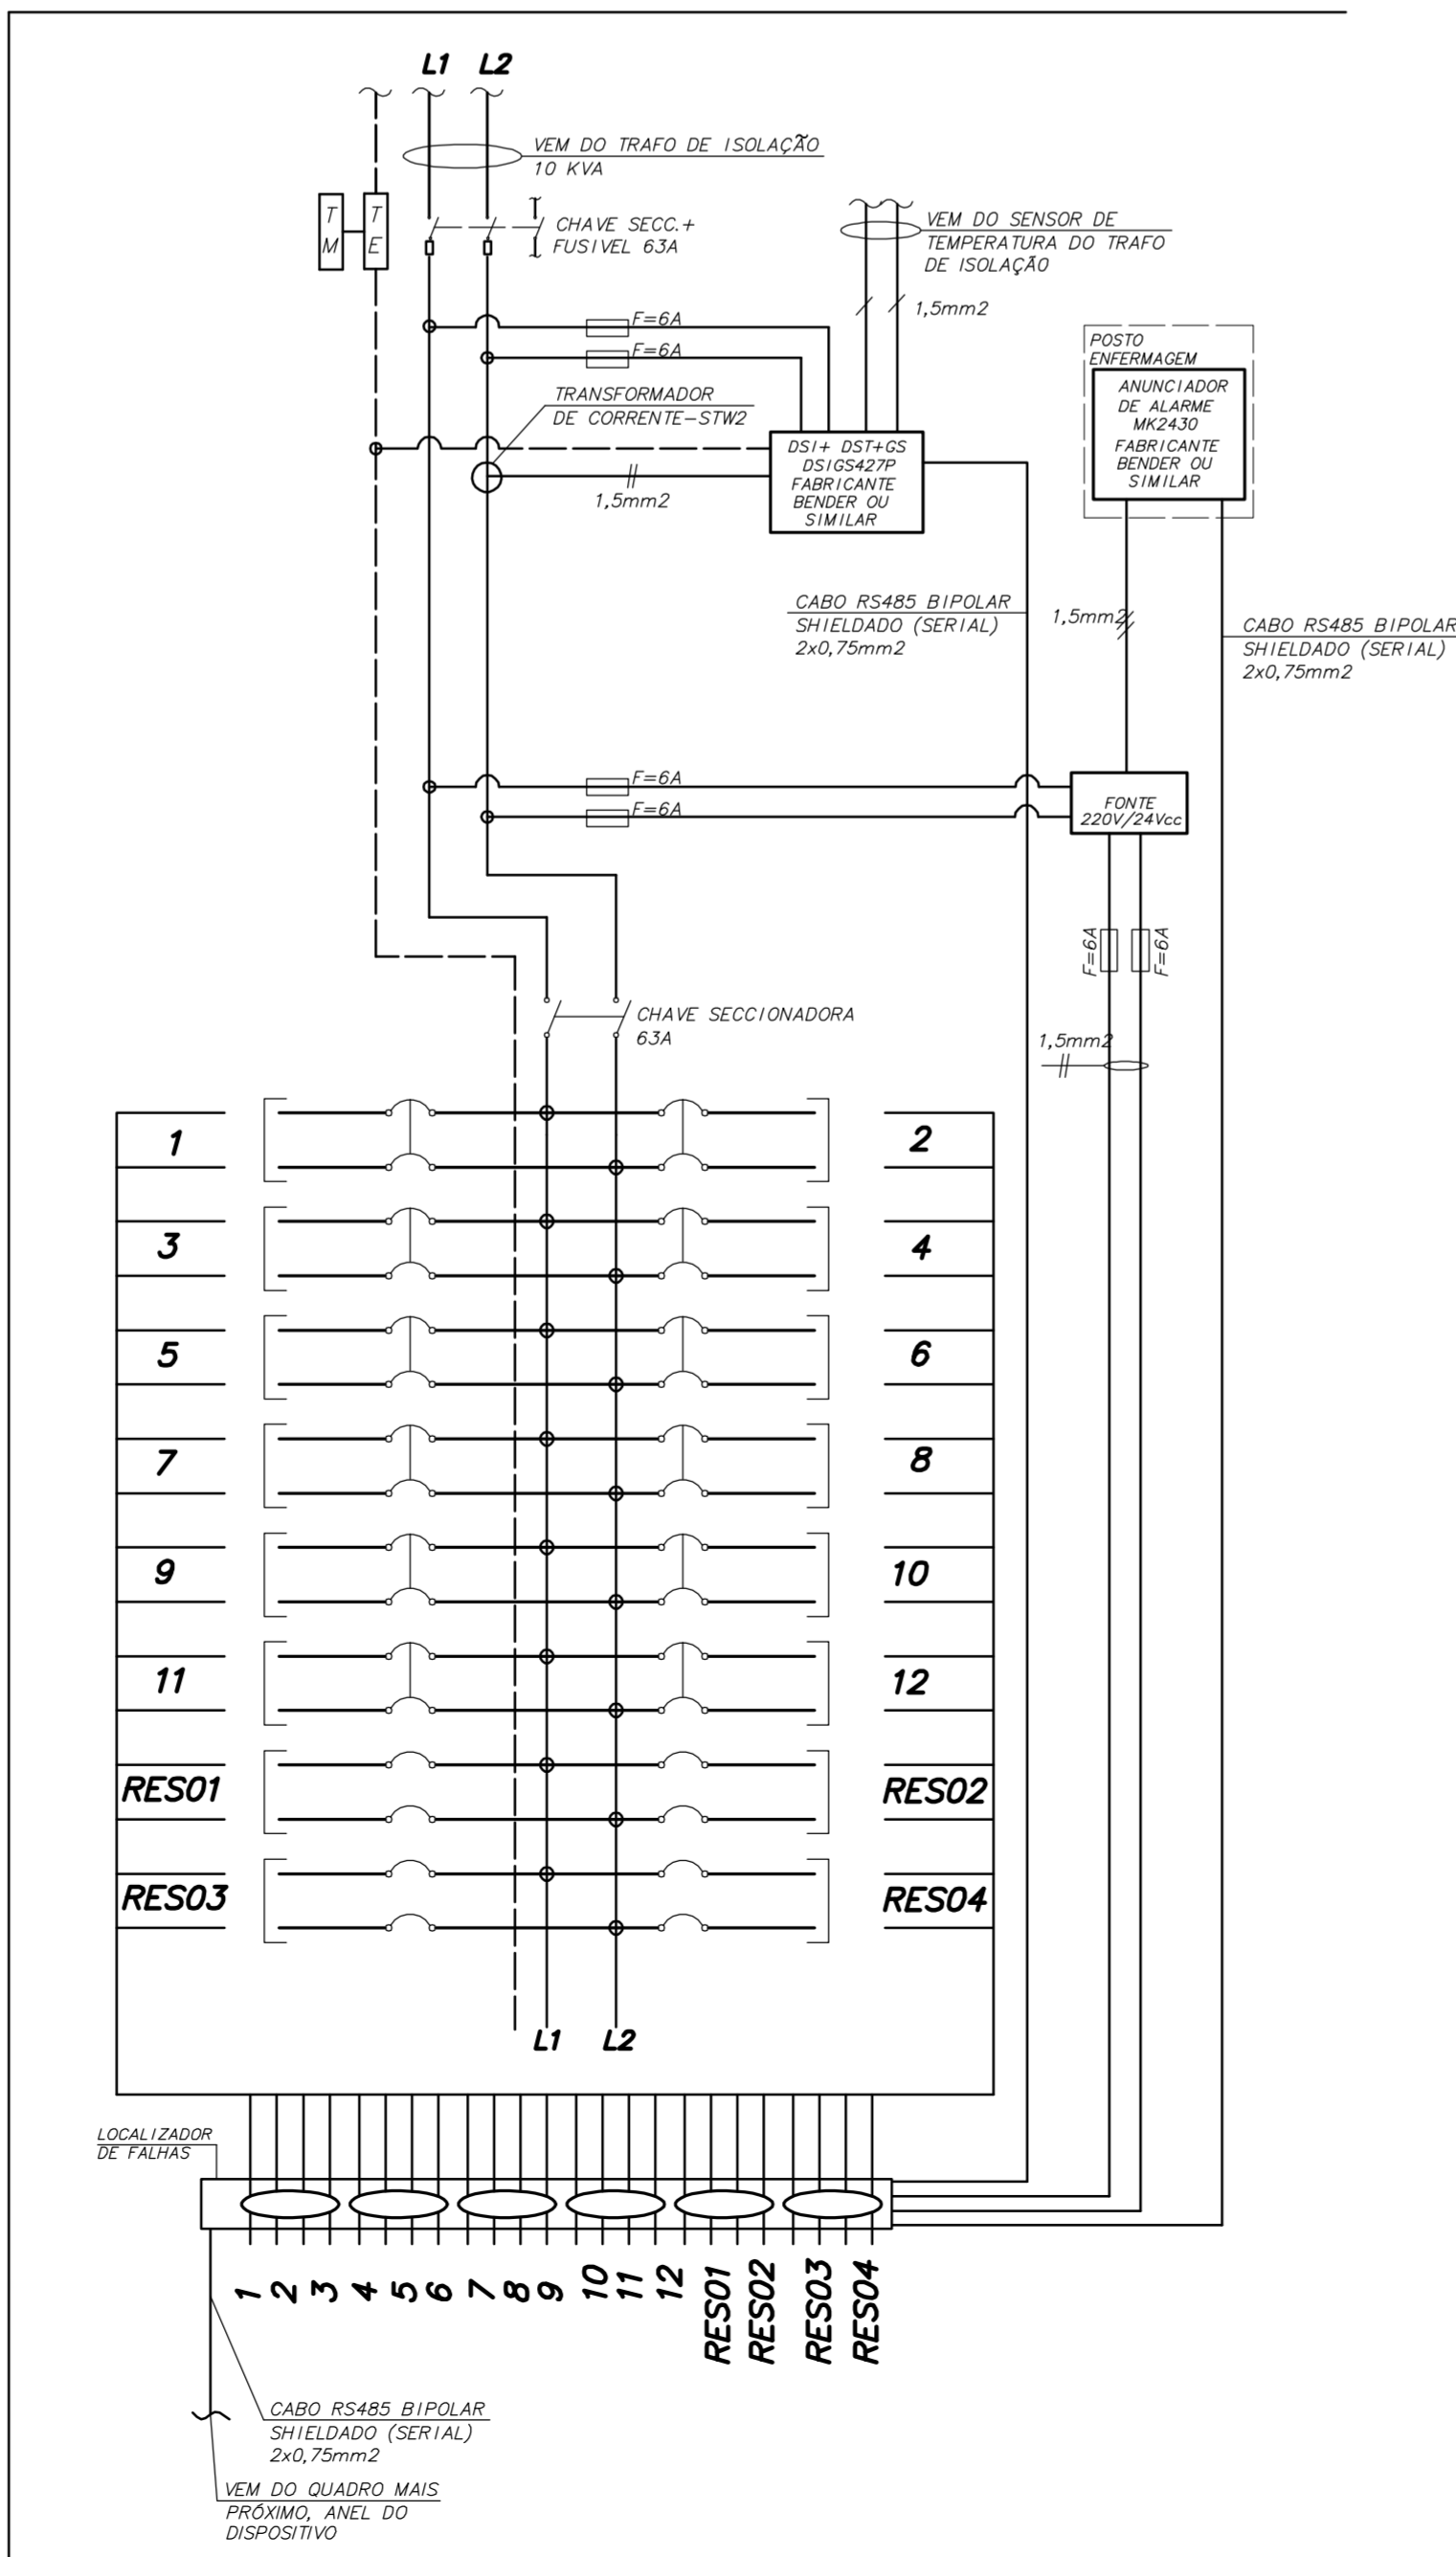 L1 L2
VEM DO TRAFO DE ISOLAÇÃO
10 KVA
T
M
T
E
CHAVE SECC.+
FUSIVEL 63A
VEM DO SENSOR DE
TEMPERATURA DO TRAFO
DE ISOLAÇÃO
1,5mm2
F=6A
F=6A
TRANSFORMADOR
DE CORRENTE-STW2
1,5mm2
DSI+ DST+GS
DSIGS427P
FABRICANTE
BENDER OU
SIMILAR
POSTO
ENFERMAGEM
ANUNCIADOR
DE ALARME
MK2430
FABRICANTE
BENDER OU
SIMILAR
CABO RS485 BIPOLAR
SHIELDADO (SERIAL)
2x0,75mm2
1,5mm2
CABO RS485 BIPOLAR
SHIELDADO (SERIAL)
2x0,75mm2
F=6A
F=6A
FONTE
220V/24Vcc
F=6A
F=6A
1,5mm2
CHAVE SECCIONADORA
63A
1 2
3 4
5 6
7 8
9 10
11 12
RES01 RES02
RES03 RES04
L1 L2
LOCALIZADOR
DE FALHAS
1
2
3
4
5
6
7
8
9
10
11
12
RES01
RES02
RES03
RES04
CABO RS485 BIPOLAR
SHIELDADO (SERIAL)
2x0,75mm2
VEM DO QUADRO MAIS
PRÓXIMO, ANEL DO
DISPOSITIVO